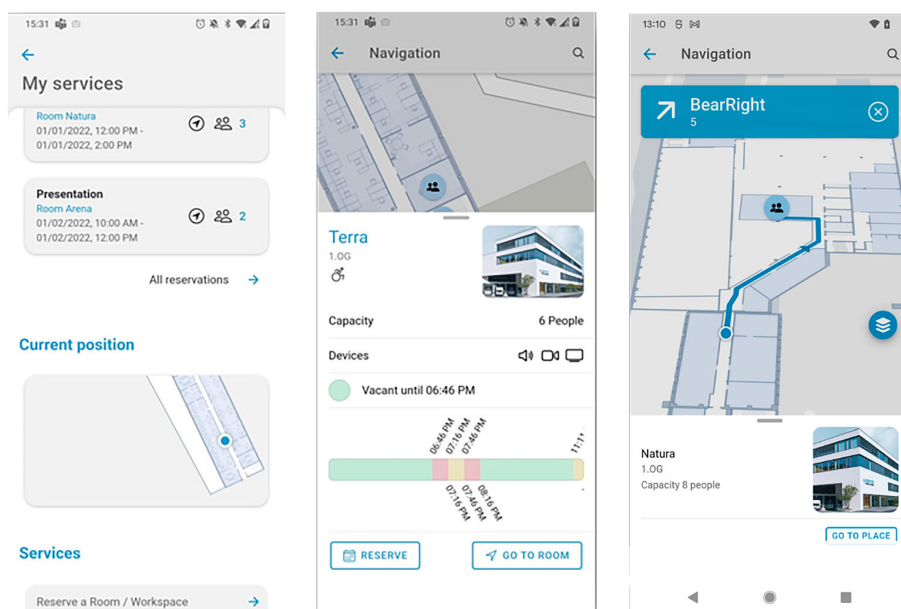 15:31
My services
Room Natura
01/01/2022, 12:00 PM -
01/01/2022, 2:00 PM
3
Presentation
Room Arena
01/02/2022, 10:00 AM -
01/02/2022, 12:00 PM
2
All reservations
Current position
Services
Reserve a Room / Workspace
15:31
Navigation
Terra
1.OG
Capacity 6 People
Devices
Vacant until 06:46 PM
06:46 PM
07:16 PM
07:46 PM
07:16 PM
07:46 PM
08:16 PM
RESERVE
GO TO ROOM
13:10
Navigation
BearRight
5
Natura
1.OG
Capacity 8 people
GO TO PLACE